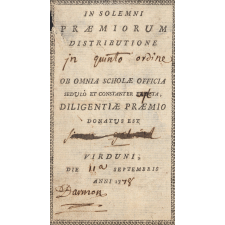 IN SOLEMNI
PRÆMIORUM
DISTRIBUTIONE
in quinto ordine
OB OMNIA SCHOLÆ OFFICIA
SEDULÒ ET CONSTANTER
DILIGENTIÆ PRÆMIO
DONATUS EST
VIRDUNI,
DIE 11a SEPTEMBRIS
ANNI 1778